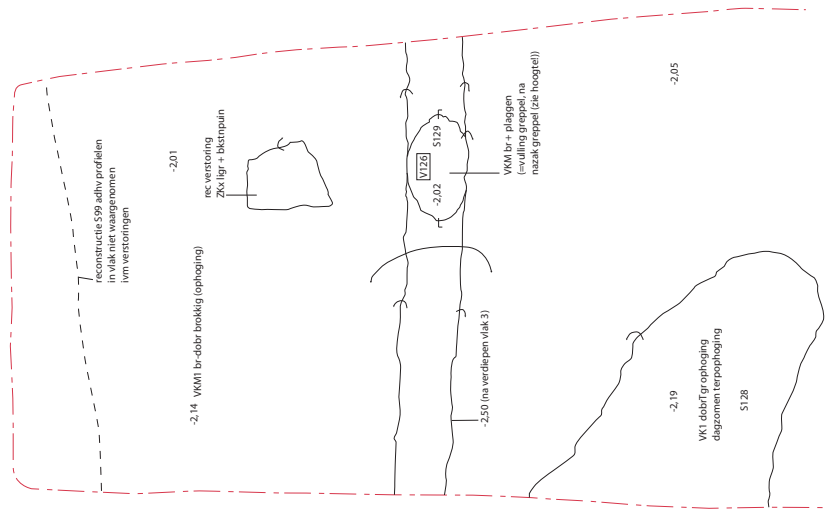 reconstructie S99 adhv profielen
in vlak niet waargenomen
ivm verstoringen
-2,01
rec verstoring
ZKx ligr + bkstnpuin
-2,14 VKM1 br-dobr brokkig (ophoging)
V126
-2,02 S129
VKM br + plaggen
(=vulling greppel, na
nazak greppel (zie hoogte!))
-2,50 (na verdiepen vlak 3)
-2,05
-2,19
VK1 dobrTgr ophoging
dagzomen terpophoging
S128